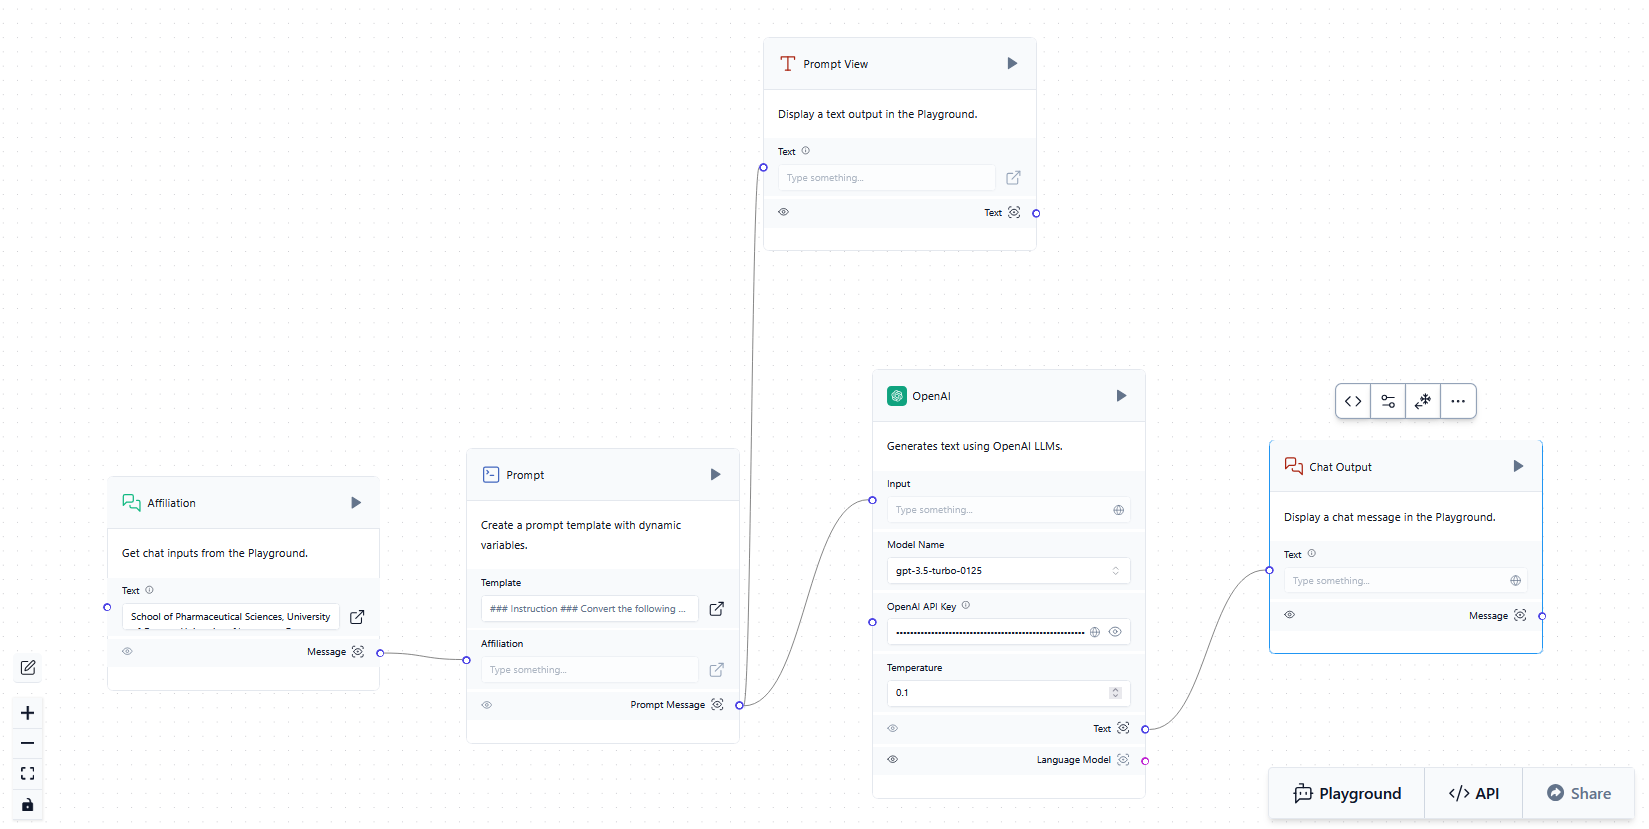 Prompt View
Display a text output in the Playground.
Text
Type something...
Text
OpenAI
Generates text using OpenAI LLMs.
Input
Type something...
Model Name
gpt-3.5-turbo-0125
OpenAI API Key
Temperature
0.1
Text
Language Model
Chat Output
Display a chat message in the Playground.
Text
Type something...
Message
Prompt
Create a prompt template with dynamic
variables.
Template
### Instruction ### Convert the following ...
Affiliation
Type something...
Prompt Message
Affiliation
Get chat inputs from the Playground.
Text
School of Pharmaceutical Sciences, University
Message
Playground
</> API
Share